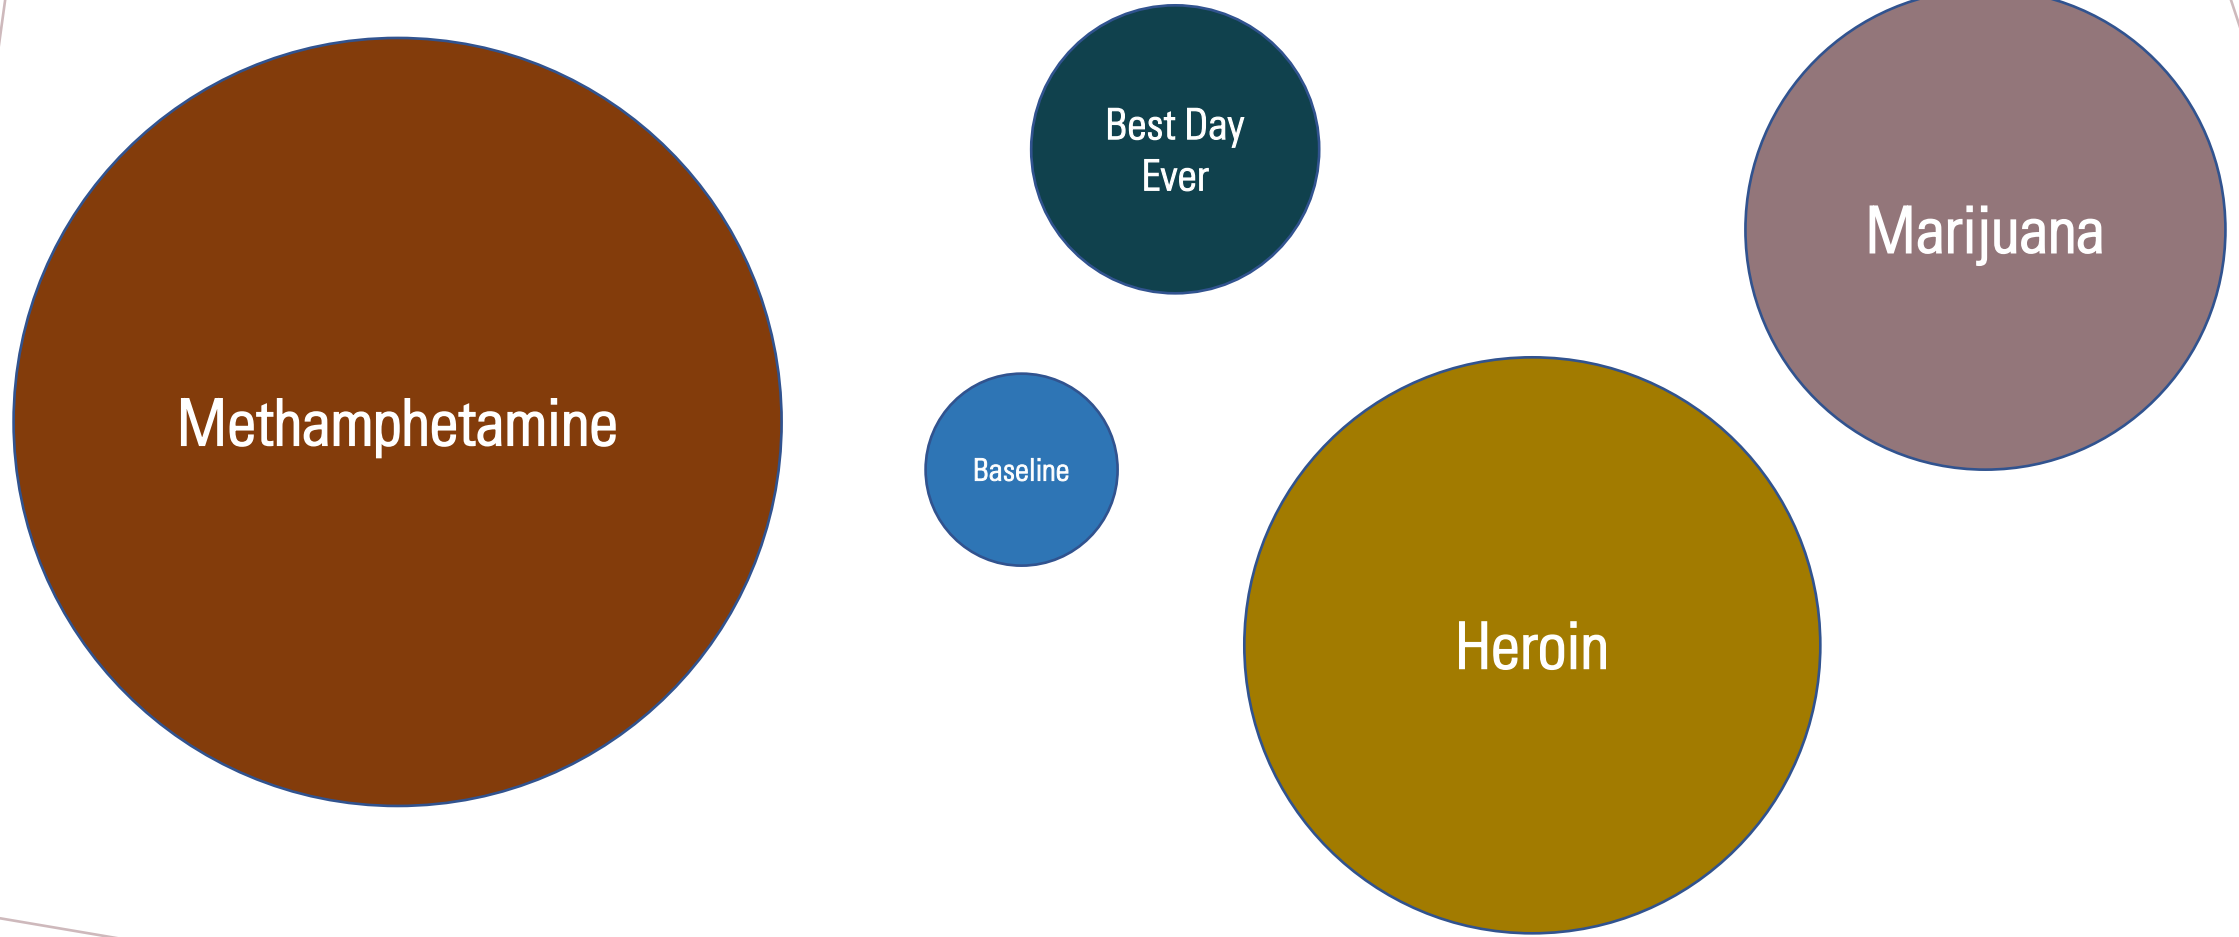 Best Day
Ever
Marijuana
Methamphetamine
Baseline
Heroin